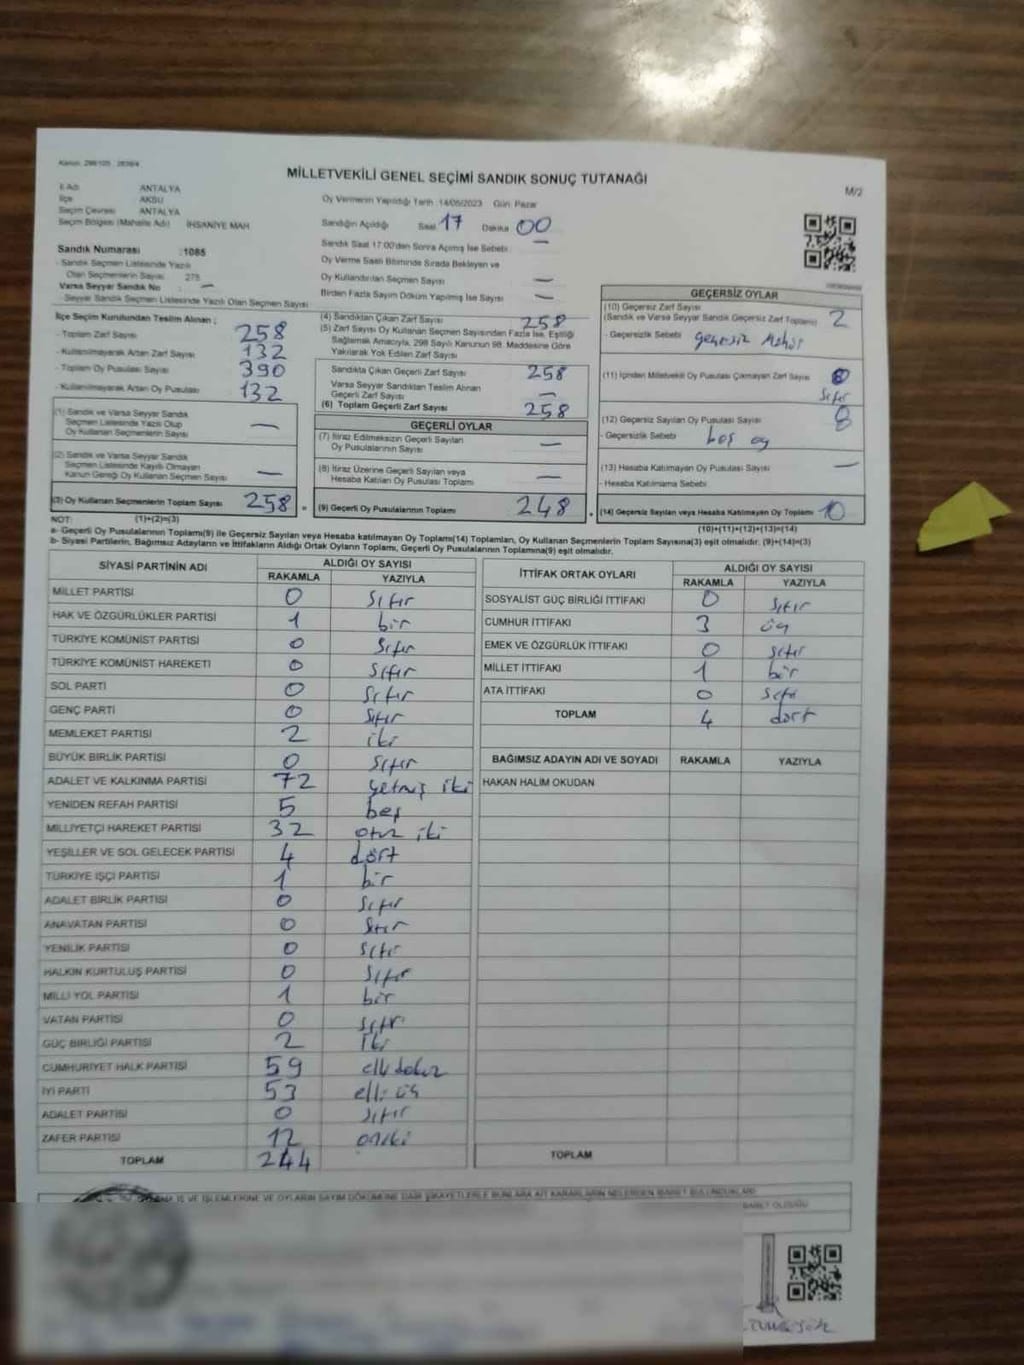 Kanun: 298/105 2839/4
MİLLETVEKİLİ GENEL SEÇİMİ SANDIK SONUÇ TUTANAĞI
M/2
İl Adı ANTALYA
İlçe AKSU
Seçim Çevresi ANTALYA
Seçim Bölgesi (Mahalle Adı) İHSANİYE MAH
Sandık Numarası :1085
- Sandık Seçmen Listesinde Yazılı
Olan Seçmenlerin Sayısı 275
Varsa Seyyar Sandık No : —
- Seyyar Sandık Seçmen Listesinde Yazılı Olan Seçmen Sayısı
Oy Vermenin Yapıldığı Tarih :14/05/2023 Gün: Pazar
Sandığın Açıldığı Saat 17 Dakika 00
Sandık Saat 17:00'den Sonra Açılmış İse Sebebi: —
Oy Verme Saati Bitiminde Sırada Bekleyen ve
Oy Kullandırılan Seçmen Sayısı —
Birden Fazla Sayım Döküm Yapılmış İse Sayısı —
İlçe Seçim Kurulundan Teslim Alınan ;
- Toplam Zarf Sayısı 258
- Kullanılmayarak Artan Zarf Sayısı 132
- Toplam Oy Pusulası Sayısı 390
- Kullanılmayarak Artan Oy Pusulası 132
(1) Sandık ve Varsa Seyyar Sandık
Seçmen Listesinde Yazılı Olup
Oy Kullanan Seçmenlerin Sayısı —
(2) Sandık ve Varsa Seyyar Sandık
Seçmen Listesinde Kayıtlı Olmayan
Kanun Gereği Oy Kullanan Seçmen Sayısı —
(3) Oy Kullanan Seçmenlerin Toplam Sayısı 258
(4) Sandıktan Çıkan Zarf Sayısı 258
(5) Zarf Sayısı Oy Kullanan Seçmen Sayısından Fazla İse, Eşitliği
Sağlamak Amacıyla, 298 Sayılı Kanunun 98. Maddesine Göre
Yakılarak Yok Edilen Zarf Sayısı
Sandıkta Çıkan Geçerli Zarf Sayısı 258
Varsa Seyyar Sandıktan Teslim Alınan
Geçerli Zarf Sayısı —
(6) Toplam Geçerli Zarf Sayısı 258
GEÇERLİ OYLAR
(7) İtiraz Edilmeksizin Geçerli Sayılan
Oy Pusulalarının Sayısı —
(8) İtiraz Üzerine Geçerli Sayılan veya
Hesaba Katılan Oy Pusulası Toplamı —
(9) Geçerli Oy Pusulalarının Toplamı 248
GEÇERSİZ OYLAR
(10) Geçersiz Zarf Sayısı
(Sandık ve Varsa Seyyar Sandık Geçersiz Zarf Toplamı) 2
- Geçersizlik Sebebi geçersiz Mühür
(11) İçinden Milletvekili Oy Pusulası Çıkmayan Zarf Sayısı
sıfır
(12) Geçersiz Sayılan Oy Pusulası Sayısı 8
- Geçersizlik Sebebi boş oy
(13) Hesaba Katılmayan Oy Pusulası Sayısı —
- Hesaba Katılmama Sebebi
(14) Geçersiz Sayılan veya Hesaba Katılmayan Oy Toplamı 10
NOT: (1)+(2)=(3)
(10)+(11)+(12)+(13)=(14)
a- Geçerli Oy Pusulaların Toplamı(9) ile Geçersiz Sayılan veya Hesaba katılmayan Oy Toplamı(14) Toplamları, Oy Kullanan Seçmenlerin Toplam Sayısına(3) eşit olmalıdır. (9)+(14)=(3)
b- Siyasi Partilerin, Bağımsız Adayların ve İttifakların Aldığı Ortak Oyların Toplamı, Geçerli Oy Pusulalarının Toplamına(9) eşit olmalıdır.
SİYASİ PARTİNİN ADI ALDIĞI OY SAYISI
RAKAMLA YAZIYLA
MİLLET PARTİSİ 0 sıfır
HAK VE ÖZGÜRLÜKLER PARTİSİ 1 bir
TÜRKİYE KOMÜNİST PARTİSİ 0 sıfır
TÜRKİYE KOMÜNİST HAREKETİ 0 sıfır
SOL PARTİ 0 sıfır
GENÇ PARTİ 0 sıfır
MEMLEKET PARTİSİ 2 iki
BÜYÜK BİRLİK PARTİSİ 0 sıfır
ADALET VE KALKINMA PARTİSİ 72 yetmiş iki
YENİDEN REFAH PARTİSİ 5 beş
MİLLİYETÇİ HAREKET PARTİSİ 32 otuz iki
YEŞİLLER VE SOL GELECEK PARTİSİ 4 dört
TÜRKİYE İŞÇİ PARTİSİ 1 bir
ADALET BİRLİK PARTİSİ 0 sıfır
ANAVATAN PARTİSİ 0 sıfır
YENİLİK PARTİSİ 0 sıfır
HALKIN KURTULUŞ PARTİSİ 0 sıfır
MİLLİ YOL PARTİSİ 1 bir
VATAN PARTİSİ 0 sıfır
GÜÇ BİRLİĞİ PARTİSİ 2 iki
CUMHURİYET HALK PARTİSİ 59 elli dokuz
İYİ PARTİ 53 elli üç
ADALET PARTİSİ 0 sıfır
ZAFER PARTİSİ 12 oniki
TOPLAM 244
İTTİFAK ORTAK OYLARI ALDIĞI OY SAYISI
RAKAMLA YAZIYLA
SOSYALİST GÜÇ BİRLİĞİ İTTİFAKI 0 sıfır
CUMHUR İTTİFAKI 3 üç
EMEK VE ÖZGÜRLÜK İTTİFAKI 0 sıfır
MİLLET İTTİFAKI 1 bir
ATA İTTİFAKI 0 sıfır
TOPLAM 4 dört
BAĞIMSIZ ADAYIN ADI VE SOYADI RAKAMLA YAZIYLA
HAKAN HALİM OKUDAN
TOPLAM
İŞ VE İŞLEMLERİNE VE OYLARIN SAYIM DÖKÜMÜNE DAİR ŞİKAYETLERLE BUNLARA AİT KARARLARIN NELERDEN İBARET BULUNDUKLARI
İBARET OLDUĞU